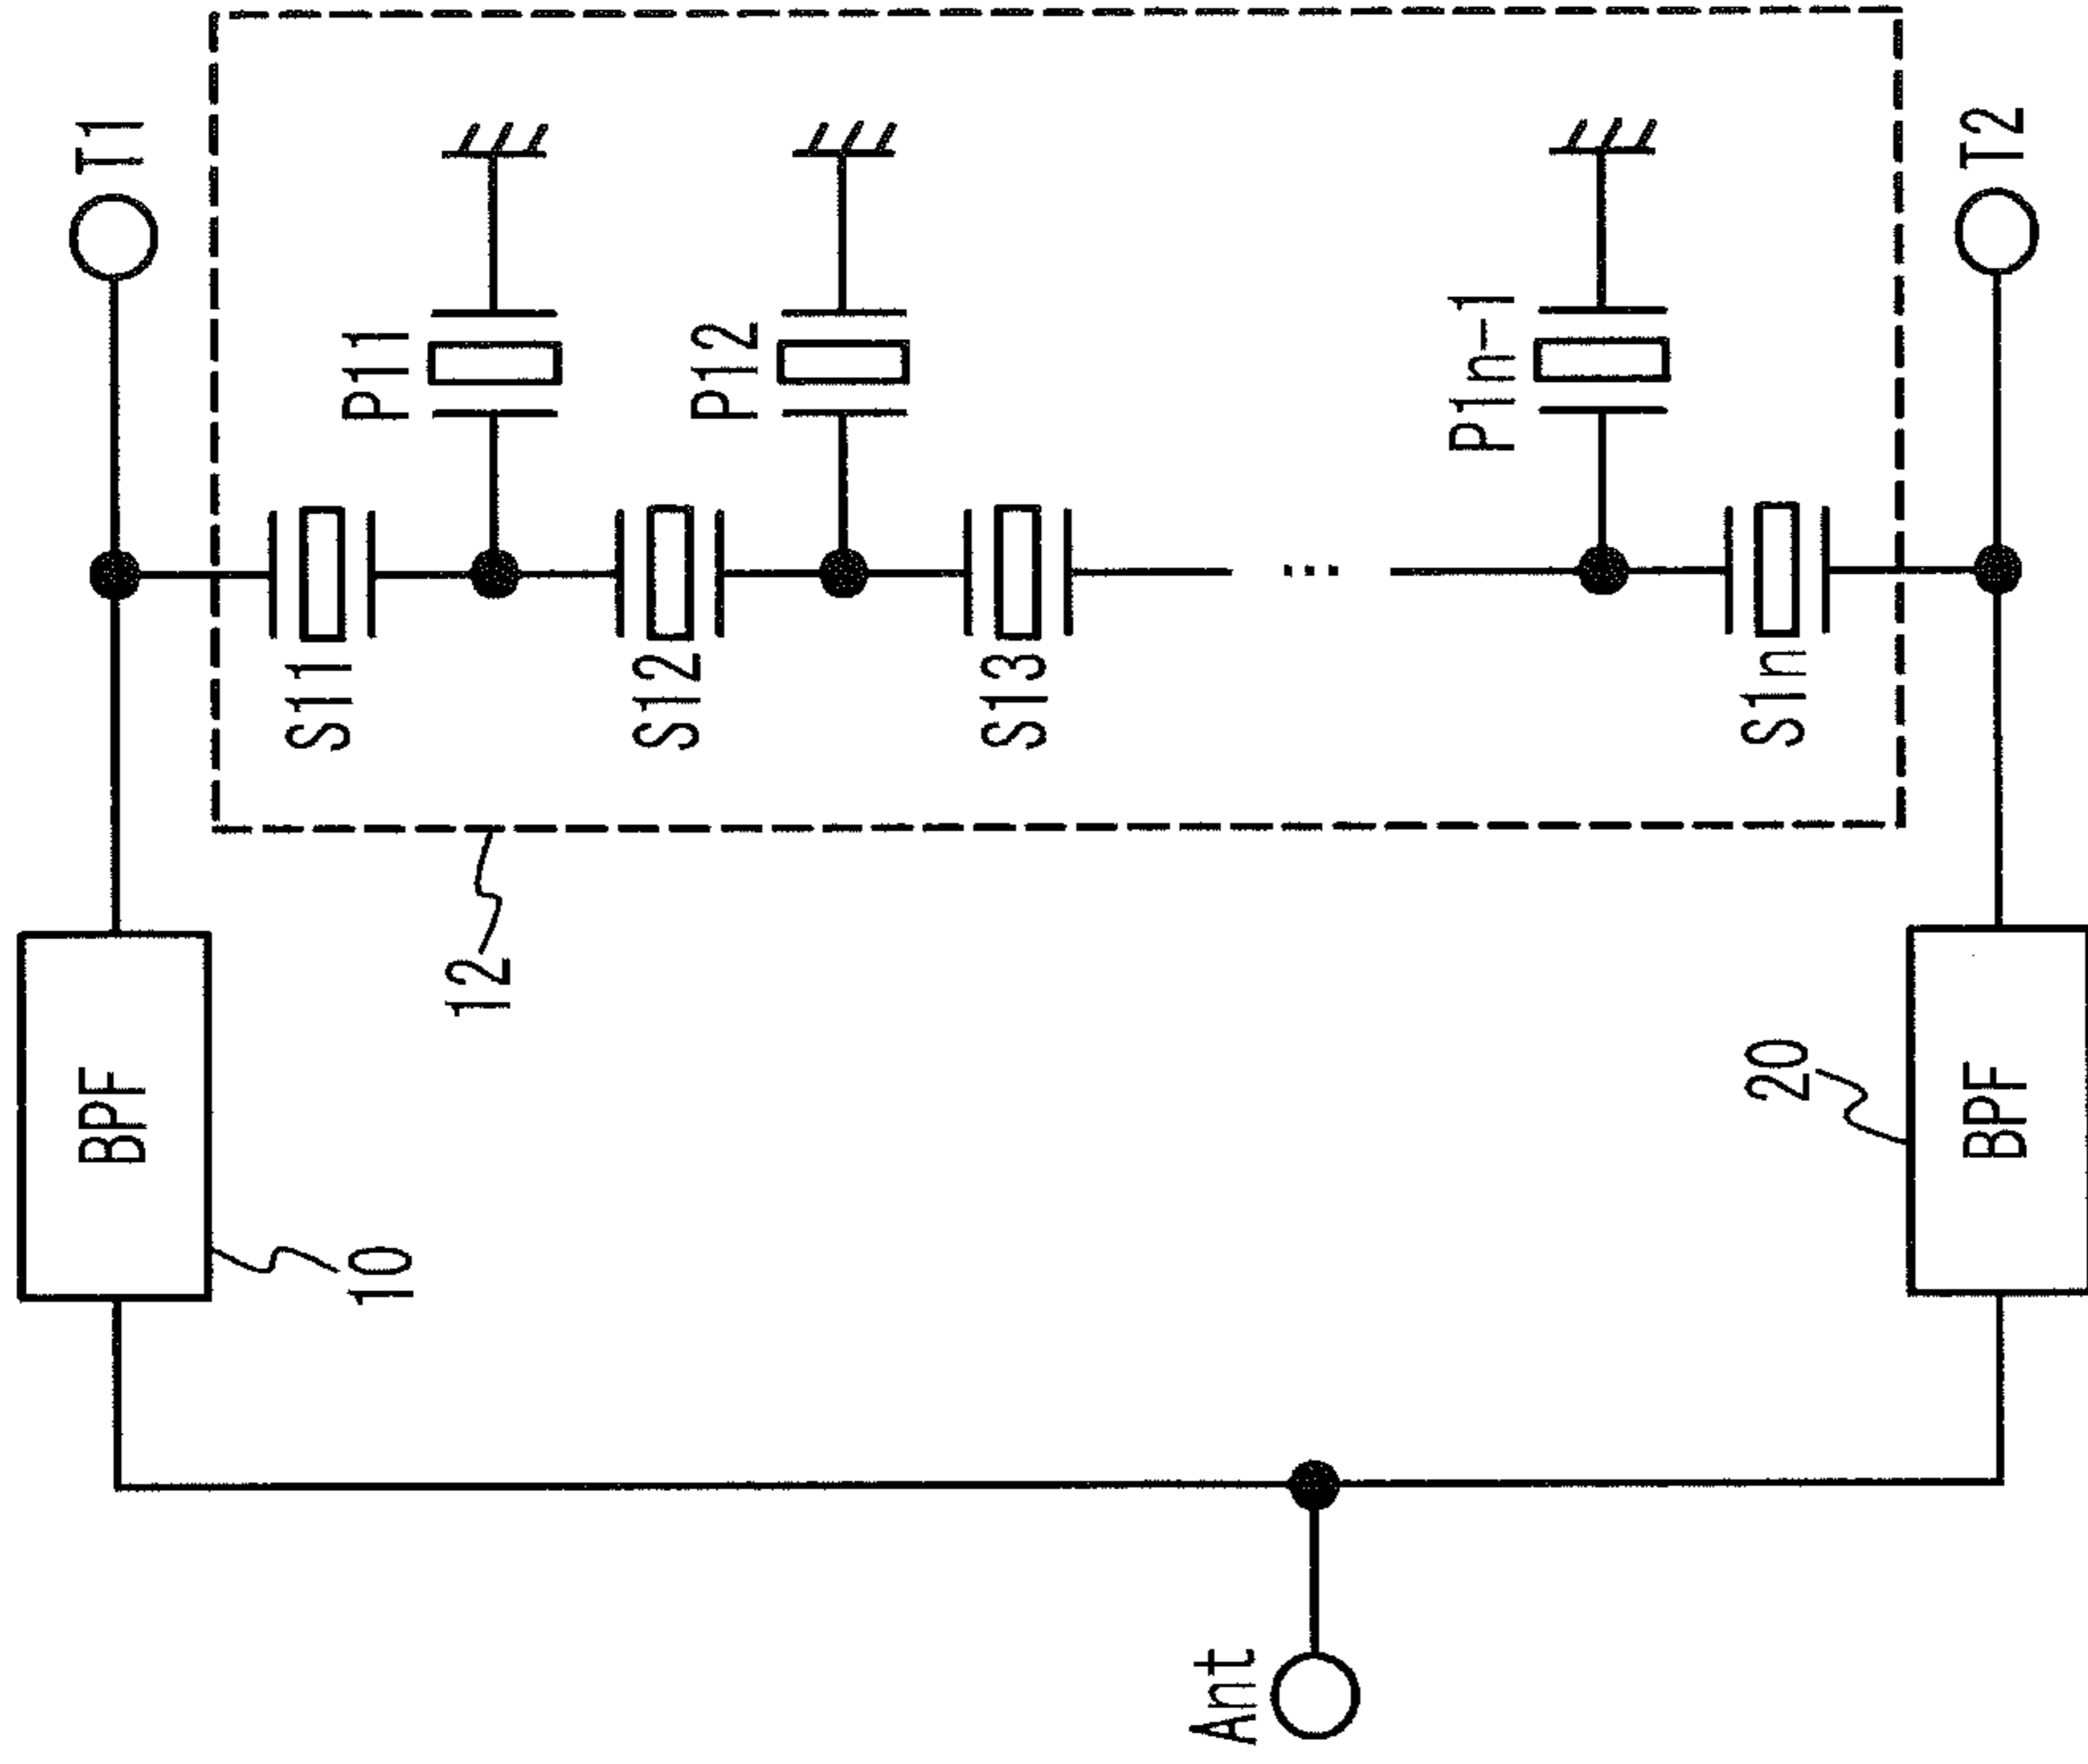 T1
P11
P12
P1n-1
T2
S11
S12
S13
...
S1n
12
BPF
10
20
BPF
Ant